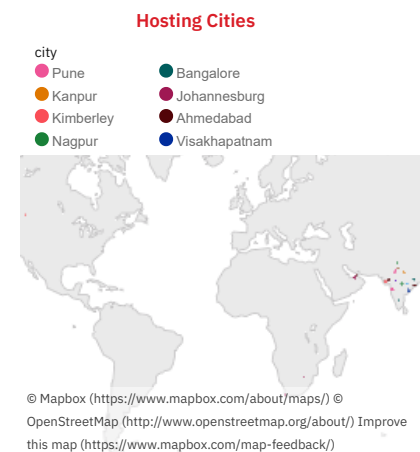 Hosting Cities
city
Pune
Bangalore
Kanpur
Johannesburg
Kimberley
Ahmedabad
Nagpur
Visakhapatnam
© Mapbox (https://www.mapbox.com/about/maps/) ©
OpenStreetMap (http://www.openstreetmap.org/about/) Improve
this map (https://www.mapbox.com/map-feedback/)